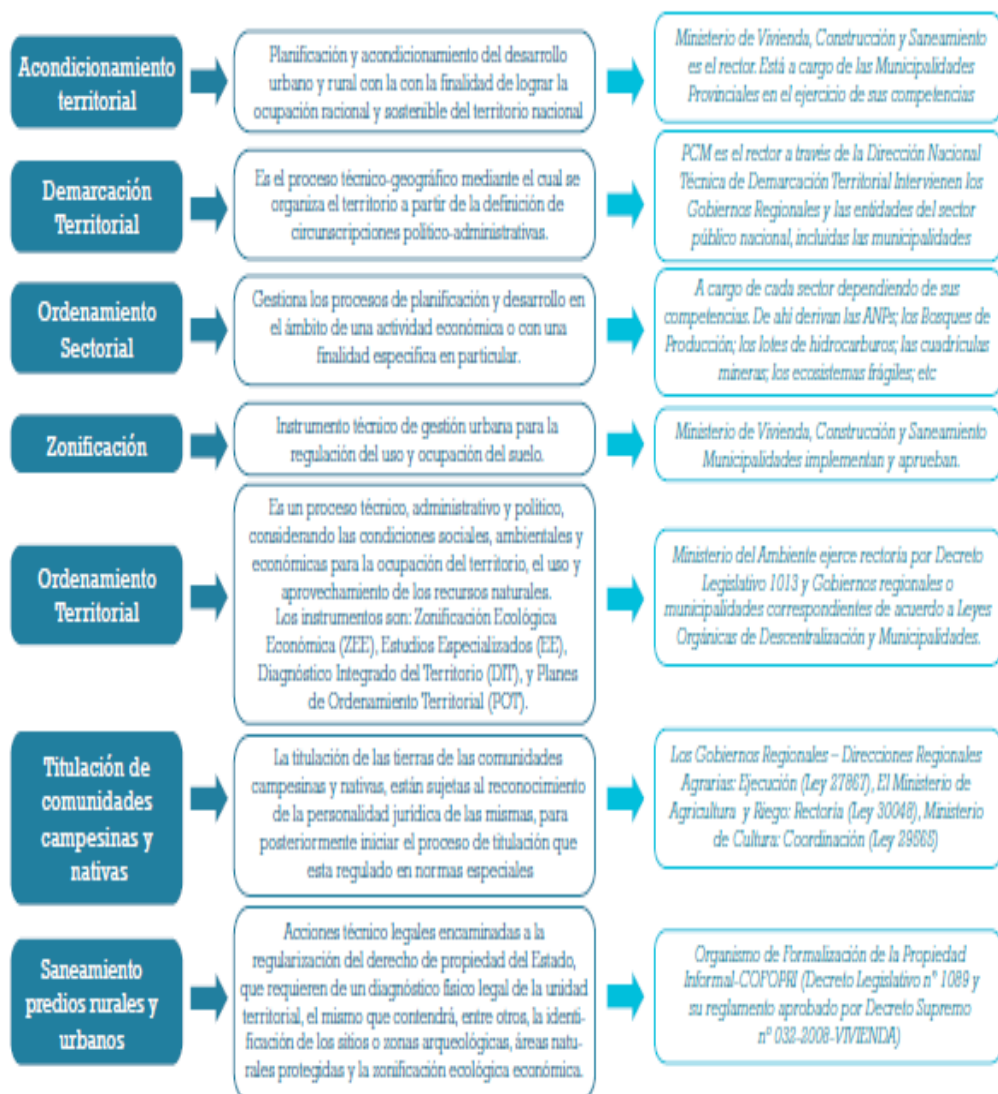 Acondicionamiento
territorial
Planificación y acondicionamiento del desarrollo
urbano y rural con la con la finalidad de lograr la
ocupación racional y sostenible del territorio nacional
Ministerio de Vivienda, Construcción y Saneamiento
es el rector. Está a cargo de las Municipalidades
Provinciales en el ejercicio de sus competencias
Demarcación
Territorial
Es el proceso técnico-geográfico mediante el cual se
organiza el territorio a partir de la definición de
circunscripciones político-administrativas.
PCM es el rector a través de la Dirección Nacional
Técnica de Demarcación Territorial Intervienen los
Gobiernos Regionales y las entidades del sector
público nacional, incluidas las municipalidades
Ordenamiento
Sectorial
Gestiona los procesos de planificación y desarrollo en
el ámbito de una actividad económica o con una
finalidad específica en particular.
A cargo de cada sector dependiendo de sus
competencias. De ahí derivan las ANPs; los Bosques de
Producción; los lotes de hidrocarburos; las cuadrículas
mineras; los ecosistemas frágiles; etc
Zonificación
Instrumento técnico de gestión urbana para la
regulación del uso y ocupación del suelo.
Ministerio de Vivienda, Construcción y Saneamiento
Municipalidades implementan y aprueban.
Ordenamiento
Territorial
Es un proceso técnico, administrativo y político,
considerando las condiciones sociales, ambientales y
económicas para la ocupación del territorio, el uso y
aprovechamiento de los recursos naturales.
Los instrumentos son: Zonificación Ecológica
Económica (ZEE), Estudios Especializados (EE),
Diagnóstico Integrado del Territorio (DIT), y Planes
de Ordenamiento Territorial (POT).
Ministerio del Ambiente ejerce rectoría por Decreto
Legislativo 1013 y Gobiernos regionales o
municipalidades correspondientes de acuerdo a Leyes
Orgánicas de Descentralización y Municipalidades.
Titulación de
comunidades
campesinas y
nativas
La titulación de las tierras de las comunidades
campesinas y nativas, están sujetas al reconocimiento
de la personalidad jurídica de las mismas, para
posteriormente iniciar el proceso de titulación que
esta regulado en normas especiales
Los Gobiernos Regionales – Direcciones Regionales
Agrarias: Ejecución (Ley 27867), El Ministerio de
Agricultura y Riego: Rectoría (Ley 30048), Ministerio
de Cultura: Coordinación (Ley 29565)
Saneamiento
predios rurales y
urbanos
Acciones técnico legales encaminadas a la
regularización del derecho de propiedad del Estado,
que requieren de un diagnóstico físico legal de la unidad
territorial, el mismo que contendrá, entre otros, la identi-
ficación de los sitios o zonas arqueológicas, áreas natu-
rales protegidas y la zonificación ecológica económica.
Organismo de Formalización de la Propiedad
Informal-COFOPRI (Decreto Legislativo n° 1089 y
su reglamento aprobado por Decreto Supremo
n° 032-2008-VIVIENDA)